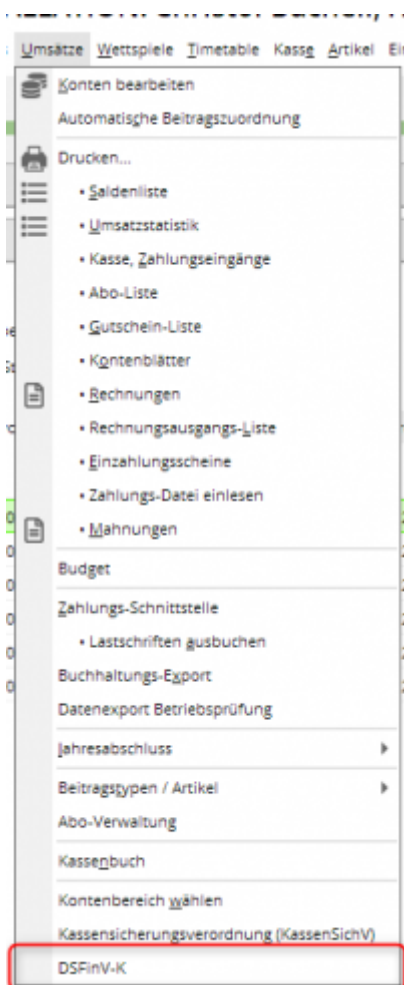 Umsätze Wettspiele Timetable Kasse Artikel
Konten bearbeiten
Automatische Beitragszuordnung
Drucken...
• Saldenliste
• Umsatzstatistik
• Kasse, Zahlungseingänge
• Abo-Liste
• Gutschein-Liste
• Kontenblätter
• Rechnungen
• Rechnungsausgangs-Liste
• Einzahlungsscheine
• Zahlungs-Datei einlesen
• Mahnungen
Budget
Zahlungs-Schnittstelle
• Lastschriften ausbuchen
Buchhaltungs-Export
Datenexport Betriebsprüfung
Jahresabschluss
Beitragstypen / Artikel
Abo-Verwaltung
Kassenbuch
Kontenbereich wählen
Kassensicherungsverordnung (KassenSichV)
DSFinV-K